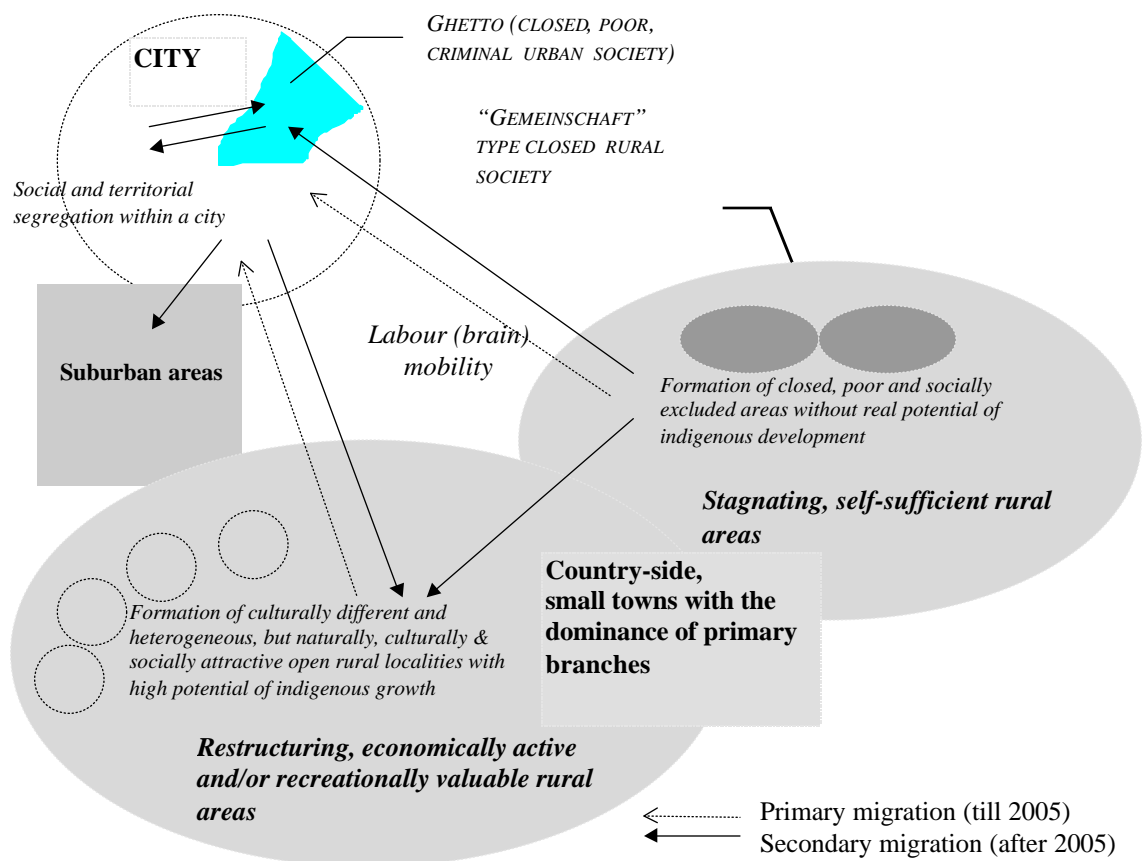 GHETTO (CLOSED, POOR,
CRIMINAL URBAN SOCIETY)
CITY
“GEMEINSCHAFT”
TYPE CLOSED RURAL
SOCIETY
Social and territorial
segregation within a city
Labour (brain)
mobility
Suburban areas
Formation of closed, poor and socially
excluded areas without real potential of
indigenous development
Stagnating, self-sufficient rural
areas
Country-side,
small towns with the
dominance of primary
branches
Formation of culturally different and
heterogeneous, but naturally, culturally &
socially attractive open rural localities with
high potential of indigenous growth
Restructuring, economically active
and/or recreationally valuable rural
areas
Primary migration (till 2005)
Secondary migration (after 2005)